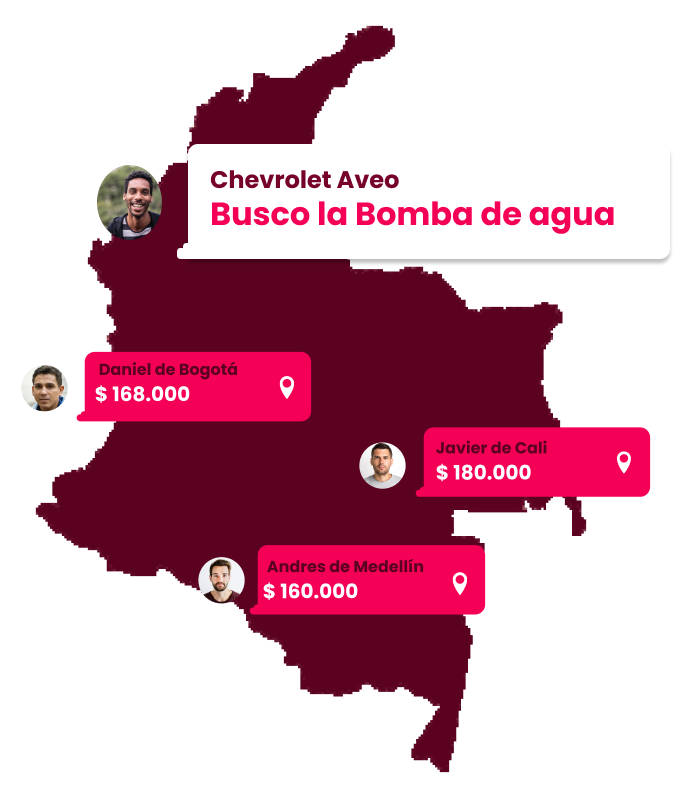 Chevrolet Aveo
Busco la Bomba de agua
Daniel de Bogotá
$ 168.000
Javier de Cali
$ 180.000
Andres de Medellín
$ 160.000